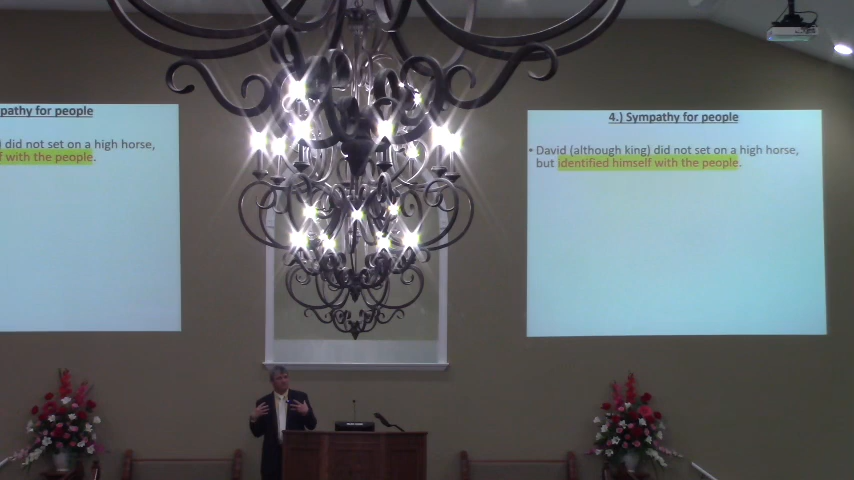 pathy for people
) did not set on a high horse,
f with the people.
4.) Sympathy for people
• David (although king) did not set on a high horse,
but identified himself with the people.